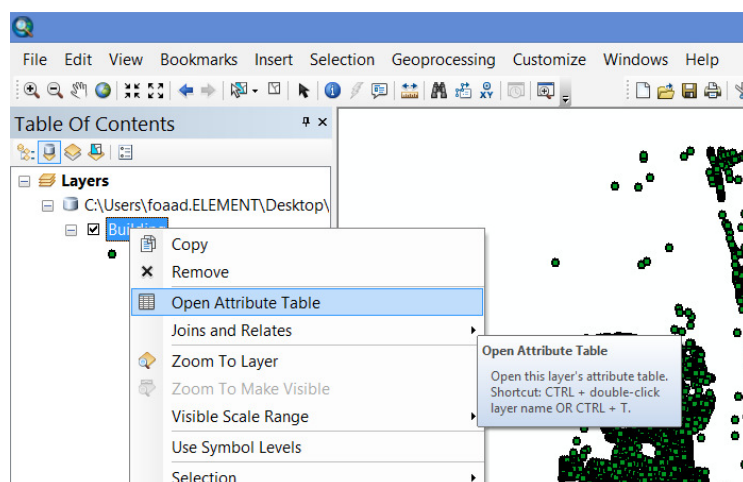 File Edit View Bookmarks Insert Selection Geoprocessing Customize Windows Help
XY
Table Of Contents
Layers
C:\Users\foaad.ELEMENT\Desktop\
Building
Copy
Remove
Open Attribute Table
Joins and Relates
Open Attribute Table
Open this layer's attribute table.
Shortcut: CTRL + double-click
layer name OR CTRL + T.
Zoom To Layer
Zoom To Make Visible
Visible Scale Range
Use Symbol Levels
Selection